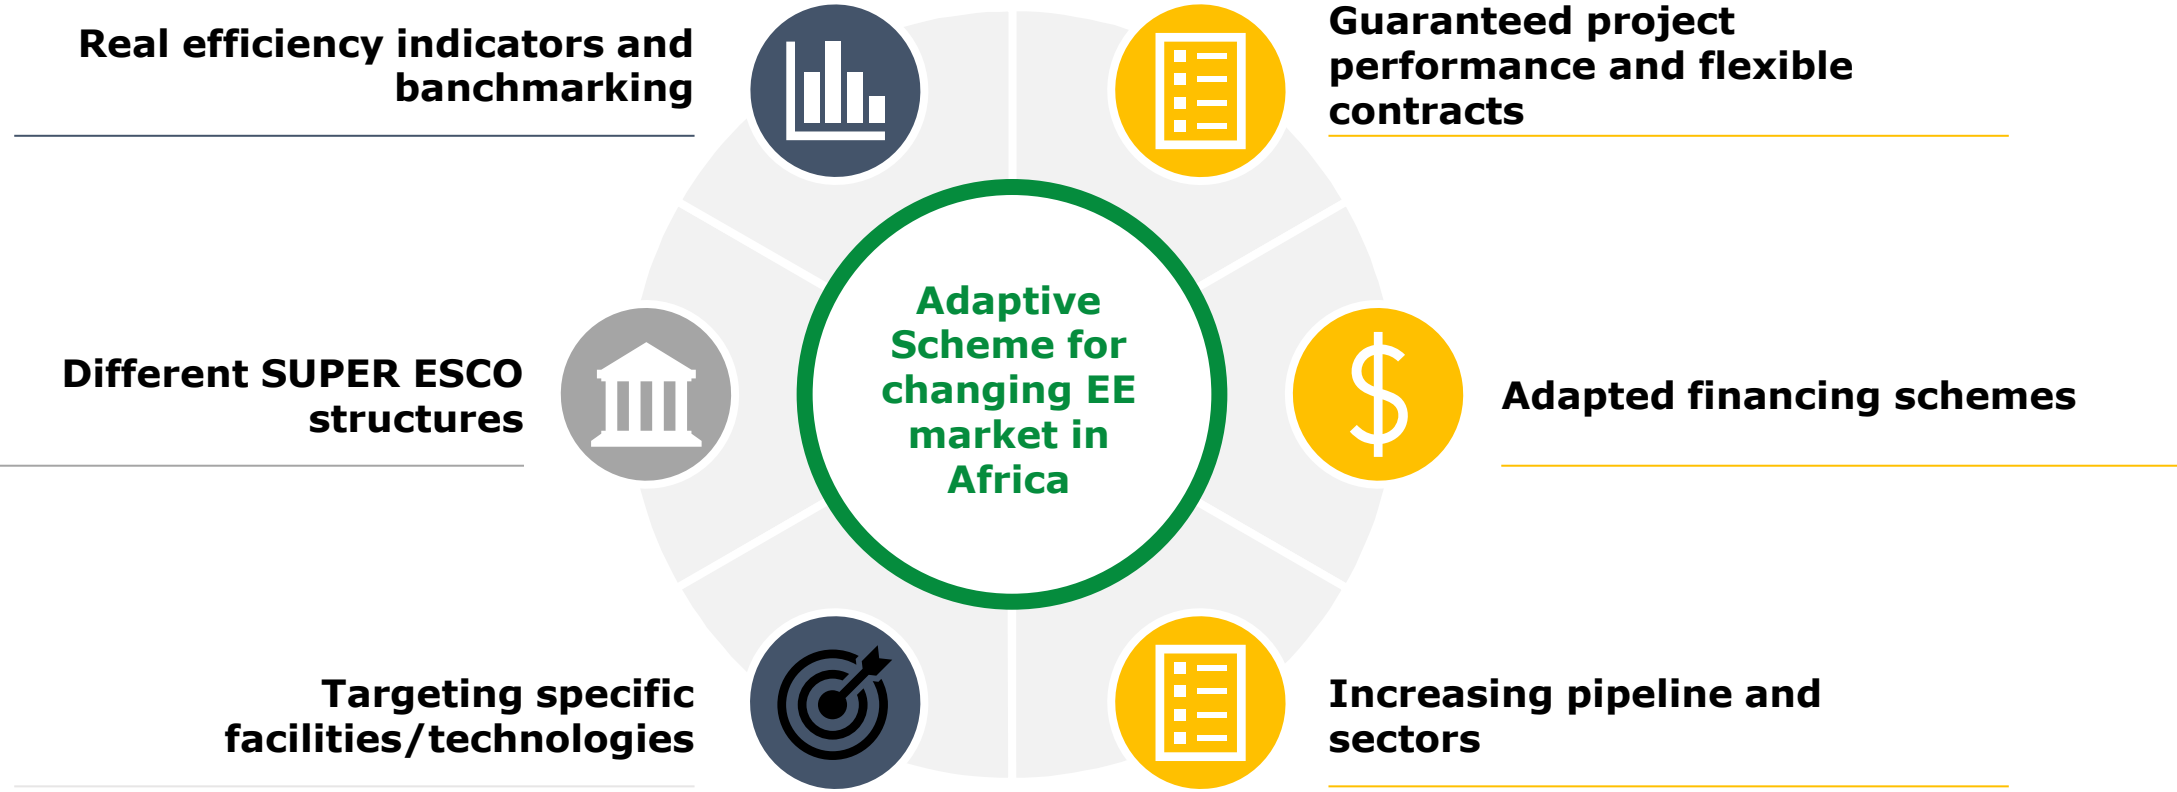 Real efficiency indicators and
banchmarking
Guaranteed project
performance and flexible
contracts
Different SUPER ESCO
structures
Adaptive
Scheme for
changing EE
market in
Africa
Adapted financing schemes
Targeting specific
facilities/technologies
Increasing pipeline and
sectors